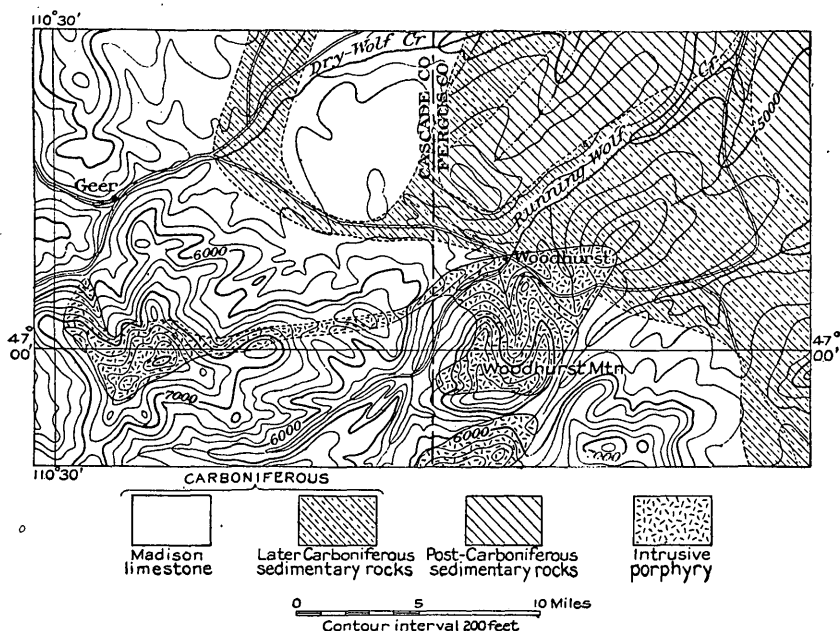 110°30'
Dry-Wolf Cr
CASCADE CO
FERGUS CO
Running Wolf Cr.
5000
Geer
6000
Woodhurst
47°
00'
47°
00'
Woodhurst Mtn
7000
6000
6000
7000
110°30'
CARBONIFEROUS
Madison
limestone
Later Carboniferous
sedimentary rocks
Post-Carboniferous
sedimentary rocks
Intrusive
porphyry
0 5 10 Miles
Contour interval 200 feet